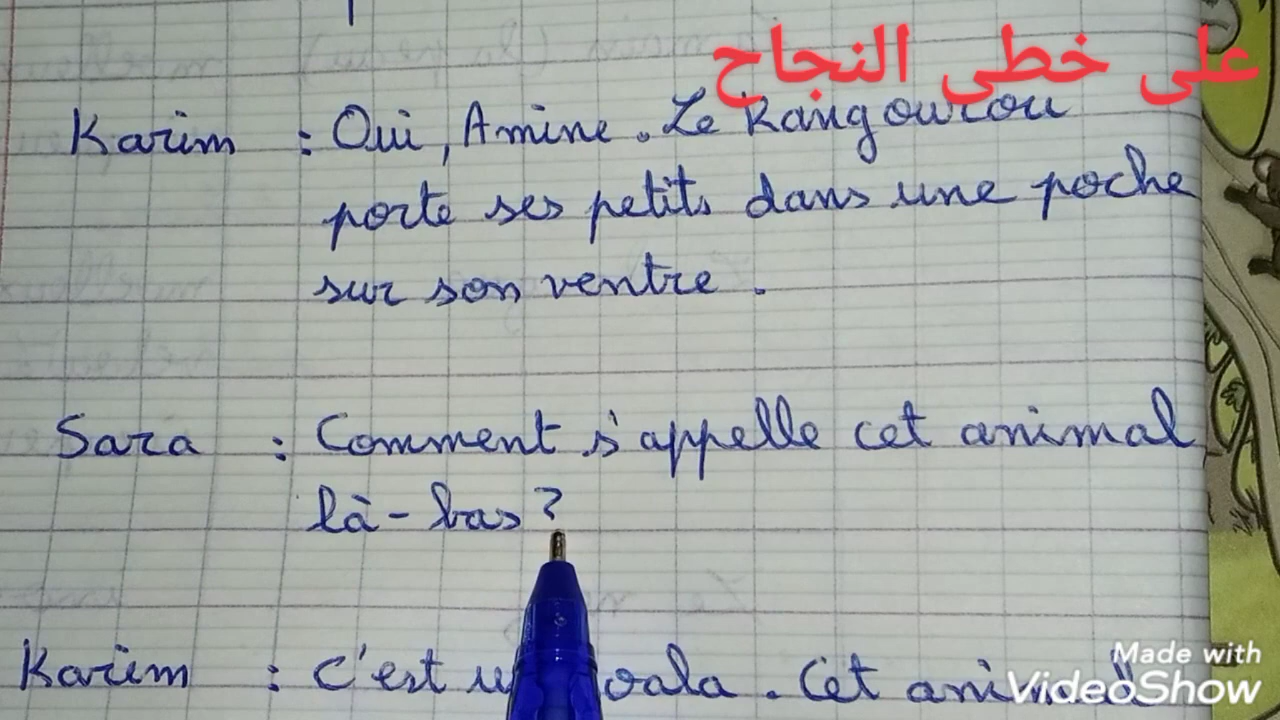 على خطى النجاح
Karim : Oui, Amine. Le Kangourou
porte ses petits dans une poche
sur son ventre.
Sara : Comment s'appelle cet animal
là-bas ?
Karim : C'est oala. Cet animal
Made with
VideoShow